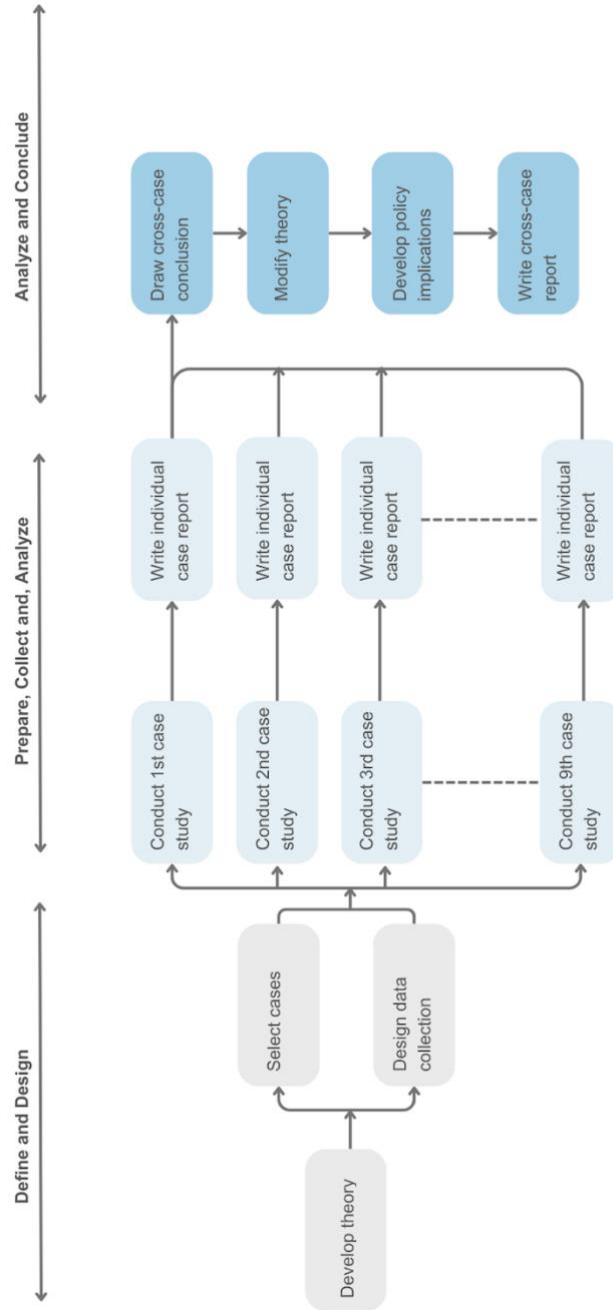 Define and Design
Prepare, Collect and, Analyze
Analyze and Conclude
Develop theory
Select cases
Design data
collection
Conduct 1st case
study
Conduct 2nd case
study
Conduct 3rd case
study
Conduct 9th case
study
Write individual
case report
Write individual
case report
Write individual
case report
Write individual
case report
Draw cross-case
conclusion
Modify theory
Develop policy
implications
Write cross-case
report